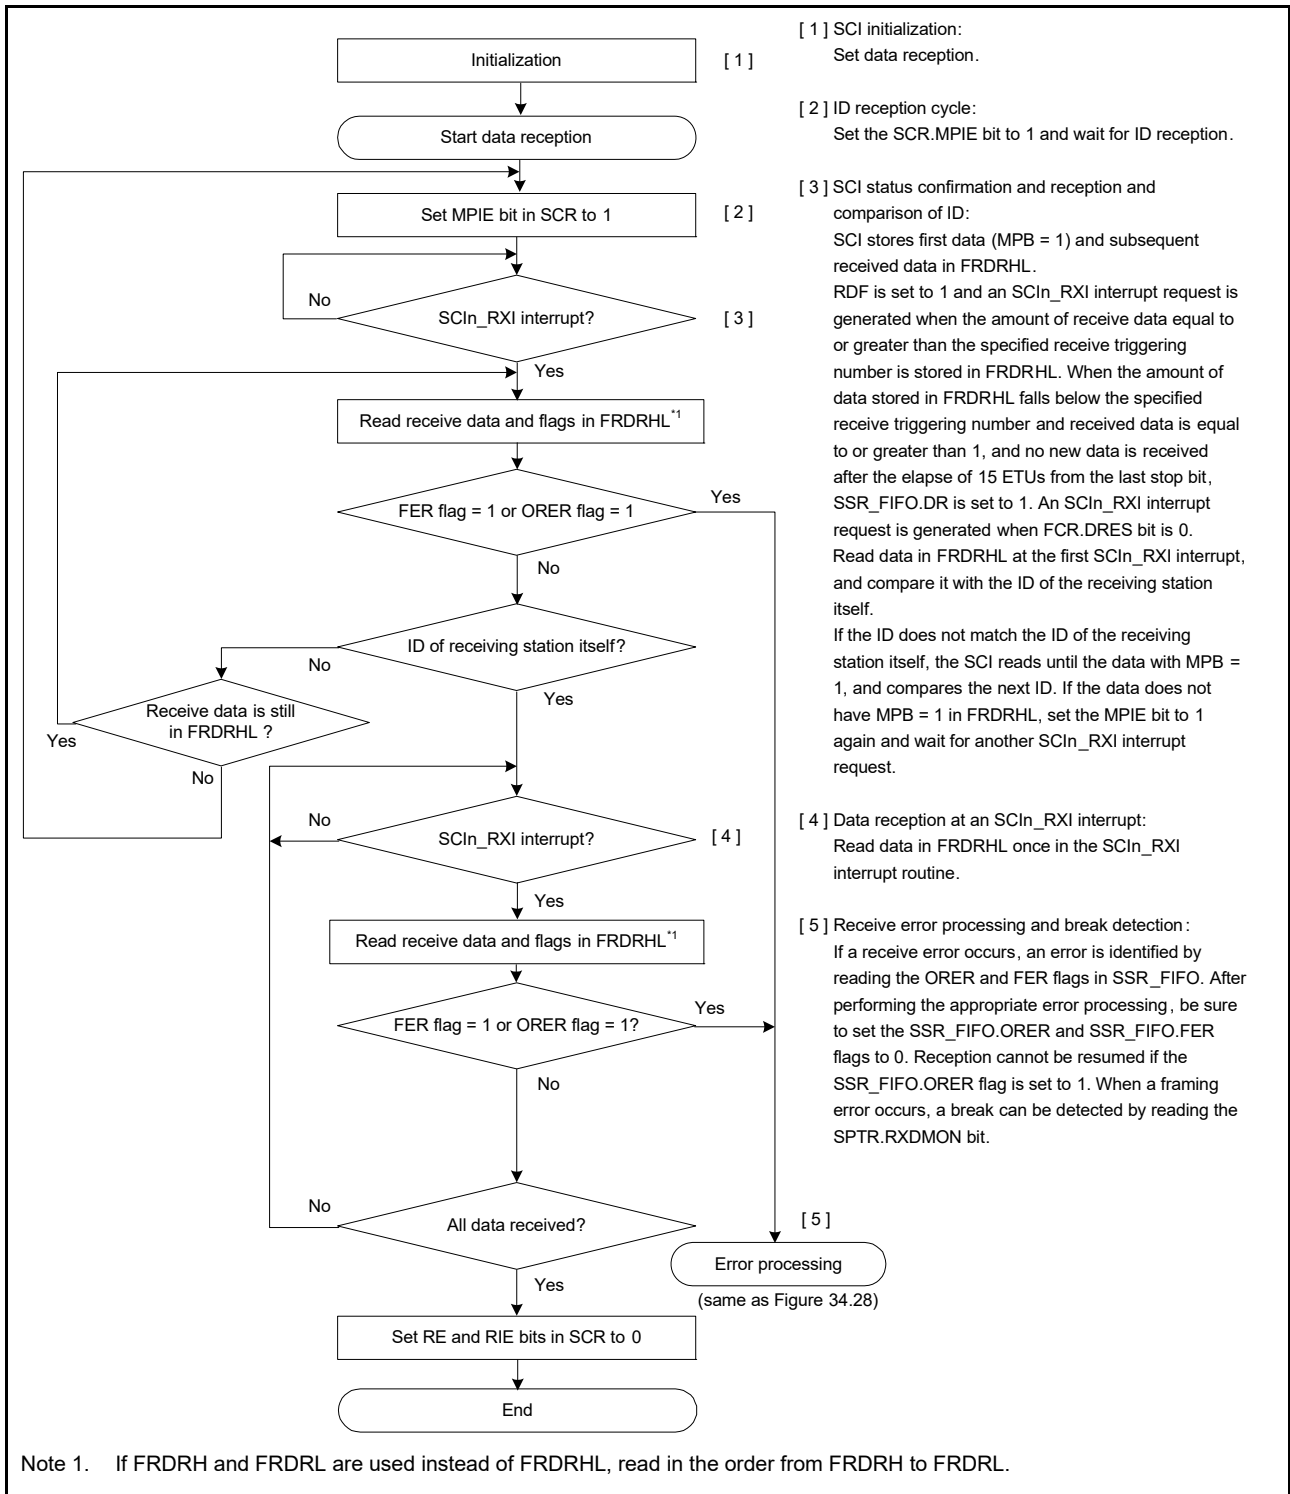 Initialization
[ 1 ]
Start data reception
Set MPIE bit in SCR to 1
[ 2 ]
No
SCIn_RXI interrupt?
[ 3 ]
Yes
Read receive data and flags in FRDRHL*1
Yes
FER flag = 1 or ORER flag = 1
No
ID of receiving station itself?
No
Yes
Receive data is still
in FRDRHL ?
Yes
No
No
SCIn_RXI interrupt?
[ 4 ]
Yes
Read receive data and flags in FRDRHL*1
Yes
FER flag = 1 or ORER flag = 1?
No
No
All data received?
[ 5 ]
Error processing
(same as Figure 34.28)
Yes
Set RE and RIE bits in SCR to 0
End
[ 1 ] SCI initialization:
Set data reception.
[ 2 ] ID reception cycle:
Set the SCR.MPIE bit to 1 and wait for ID reception.
[ 3 ] SCI status confirmation and reception and
comparison of ID:
SCI stores first data (MPB = 1) and subsequent
received data in FRDRHL.
RDF is set to 1 and an SCIn_RXI interrupt request is
generated when the amount of receive data equal to
or greater than the specified receive triggering
number is stored in FRDRHL. When the amount of
data stored in FRDRHL falls below the specified
receive triggering number and received data is equal
to or greater than 1, and no new data is received
after the elapse of 15 ETUs from the last stop bit,
SSR_FIFO.DR is set to 1. An SCIn_RXI interrupt
request is generated when FCR.DRES bit is 0.
Read data in FRDRHL at the first SCIn_RXI interrupt,
and compare it with the ID of the receiving station
itself.
If the ID does not match the ID of the receiving
station itself, the SCI reads until the data with MPB =
1, and compares the next ID. If the data does not
have MPB = 1 in FRDRHL, set the MPIE bit to 1
again and wait for another SCIn_RXI interrupt
request.
[ 4 ] Data reception at an SCIn_RXI interrupt:
Read data in FRDRHL once in the SCIn_RXI
interrupt routine.
[ 5 ] Receive error processing and break detection:
If a receive error occurs, an error is identified by
reading the ORER and FER flags in SSR_FIFO. After
performing the appropriate error processing, be sure
to set the SSR_FIFO.ORER and SSR_FIFO.FER
flags to 0. Reception cannot be resumed if the
SSR_FIFO.ORER flag is set to 1. When a framing
error occurs, a break can be detected by reading the
SPTR.RXDMON bit.
Note 1. If FRDRH and FRDRL are used instead of FRDRHL, read in the order from FRDRH to FRDRL.